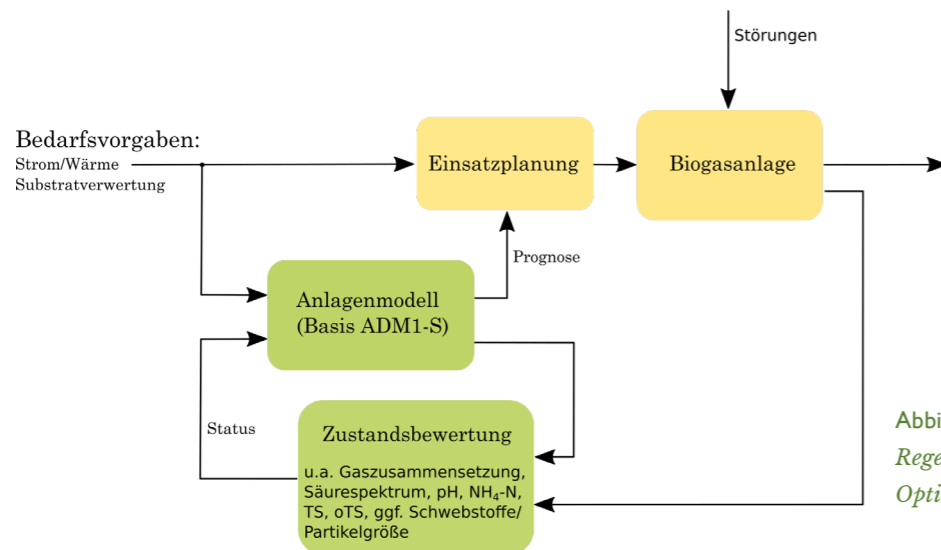 Störungen
Bedarfsvorgaben:
Strom/Wärme
Substratverwertung
Einsatzplanung
Biogasanlage
Prognose
Anlagenmodell
(Basis ADM1-S)
Status
Zustandsbewertung
u.a. Gaszusammensetzung,
Säurespektrum, pH, NH₄-N,
TS, oTS, ggf. Schwebstoffe/
Partikelgröße
Abbi
Rege
Opti